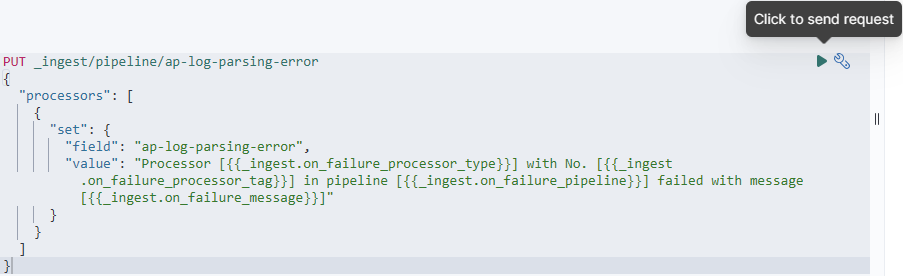 Click to send request
PUT _ingest/pipeline/ap-log-parsing-error
{
  "processors": [
    {
      "set": {
        "field": "ap-log-parsing-error",
        "value": "Processor [{{_ingest.on_failure_processor_type}}] with No. [{{_ingest
          .on_failure_processor_tag}}] in pipeline [{{_ingest.on_failure_pipeline}}] failed with message
          [{{_ingest.on_failure_message}}]"
      }
    }
  ]
}